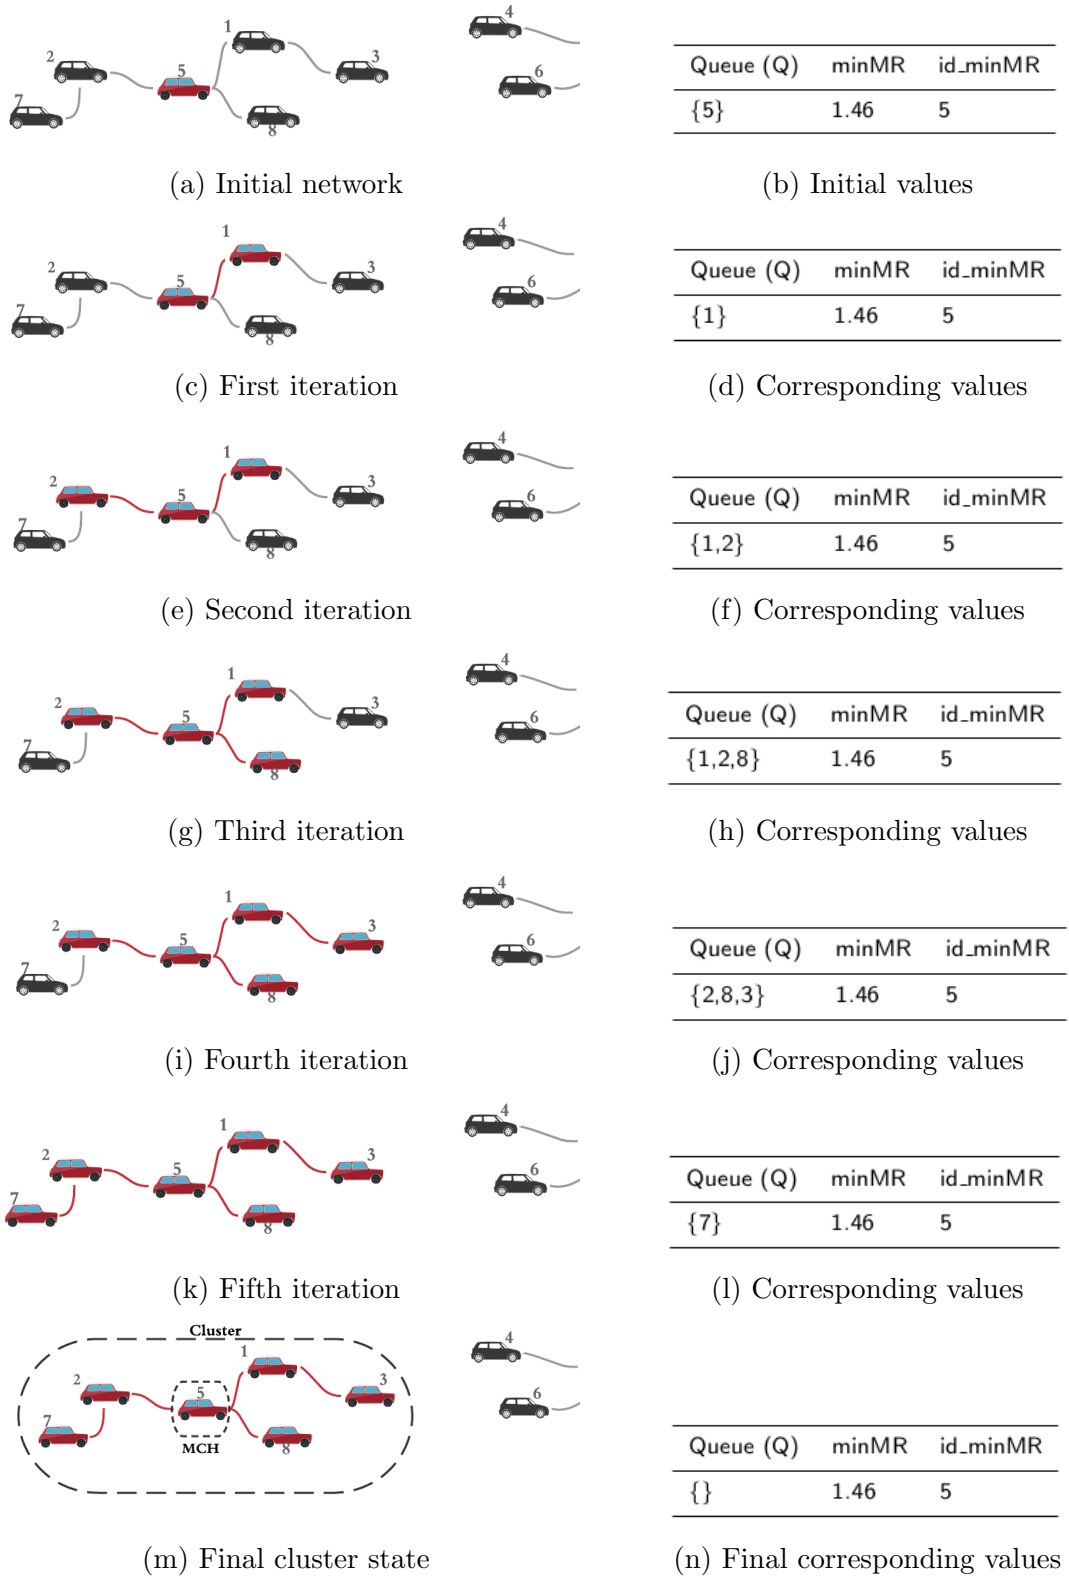 1
4
2
5
3
6
7
8
Queue (Q) minMR id_minMR
{5} 1.46 5
(a) Initial network
(b) Initial values
1
4
2
5
3
6
7
8
Queue (Q) minMR id_minMR
{1} 1.46 5
(c) First iteration
(d) Corresponding values
1
4
2
5
3
6
7
8
Queue (Q) minMR id_minMR
{1,2} 1.46 5
(e) Second iteration
(f) Corresponding values
1
4
2
5
3
6
7
8
Queue (Q) minMR id_minMR
{1,2,8} 1.46 5
(g) Third iteration
(h) Corresponding values
1
4
2
5
3
6
7
8
Queue (Q) minMR id_minMR
{2,8,3} 1.46 5
(i) Fourth iteration
(j) Corresponding values
1
4
2
5
3
6
7
8
Queue (Q) minMR id_minMR
{7} 1.46 5
(k) Fifth iteration
(l) Corresponding values
Cluster
1
4
2
5
3
6
7
MCH
8
Queue (Q) minMR id_minMR
{} 1.46 5
(m) Final cluster state
(n) Final corresponding values